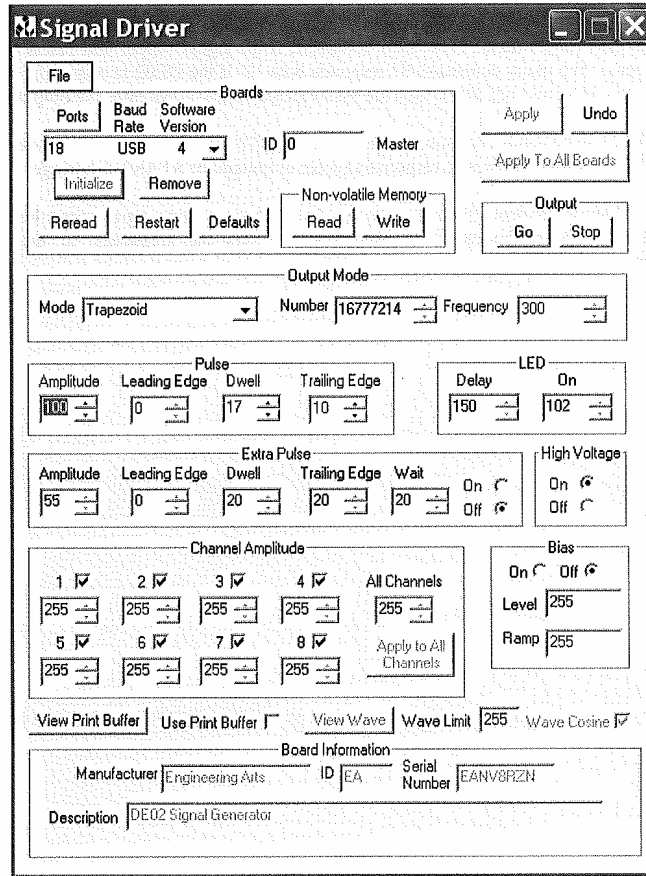 Signal Driver
File
Boards
Ports Baud Rate Software Version
18 USB 4 ID 0 Master
Initialize Remove
Reread Restart Defaults
Non-volatile Memory
Read Write
Apply Undo
Apply To All Boards
Output
Go Stop
Output Mode
Mode Trapezoid Number 16777214 Frequency 300
Pulse
Amplitude Leading Edge Dwell Trailing Edge
100 0 17 10
LED
Delay On
150 102
Extra Pulse
Amplitude Leading Edge Dwell Trailing Edge Wait
55 0 20 20 20
On
Off
High Voltage
On
Off
Channel Amplitude
1 2 3 4 All Channels
255 255 255 255 255
5 6 7 8
255 255 255 255
Apply to All
Channels
Bias
On Off
Level 255
Ramp 255
View Print Buffer Use Print Buffer View Wave Wave Limit 255 Wave Cosine
Board Information
Manufacturer Engineering Arts ID EA Serial Number EANV8RZN
Description DE02 Signal Generator